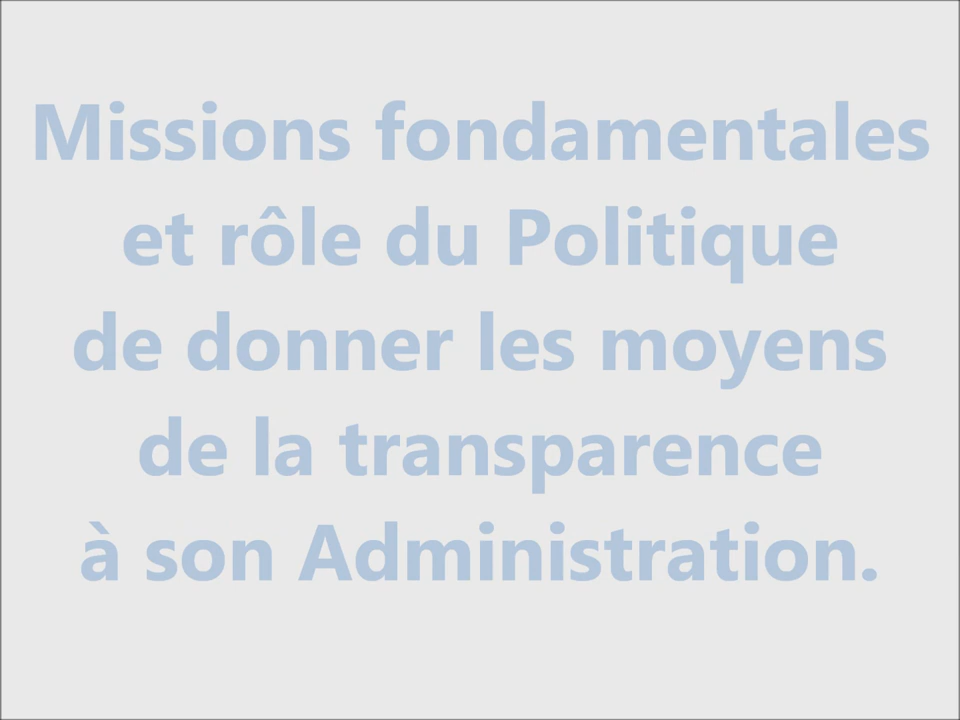 Missions fondamentales
et rôle du Politique
de donner les moyens
de la transparence
à son Administration.